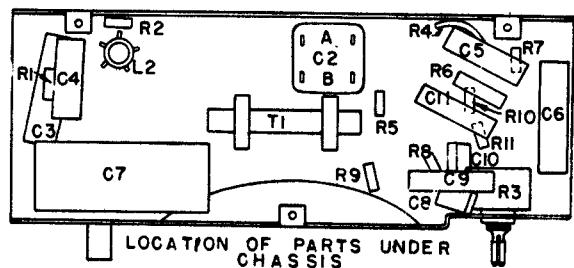 R2
A
C2
B
L2
R1
C4
C3
C7
T1
R5
R9
R4
C5
R7
R6
C11
R10
C6
R11
R8
C10
C9
C8
R3
LOCATION OF PARTS UNDER
CHASSIS